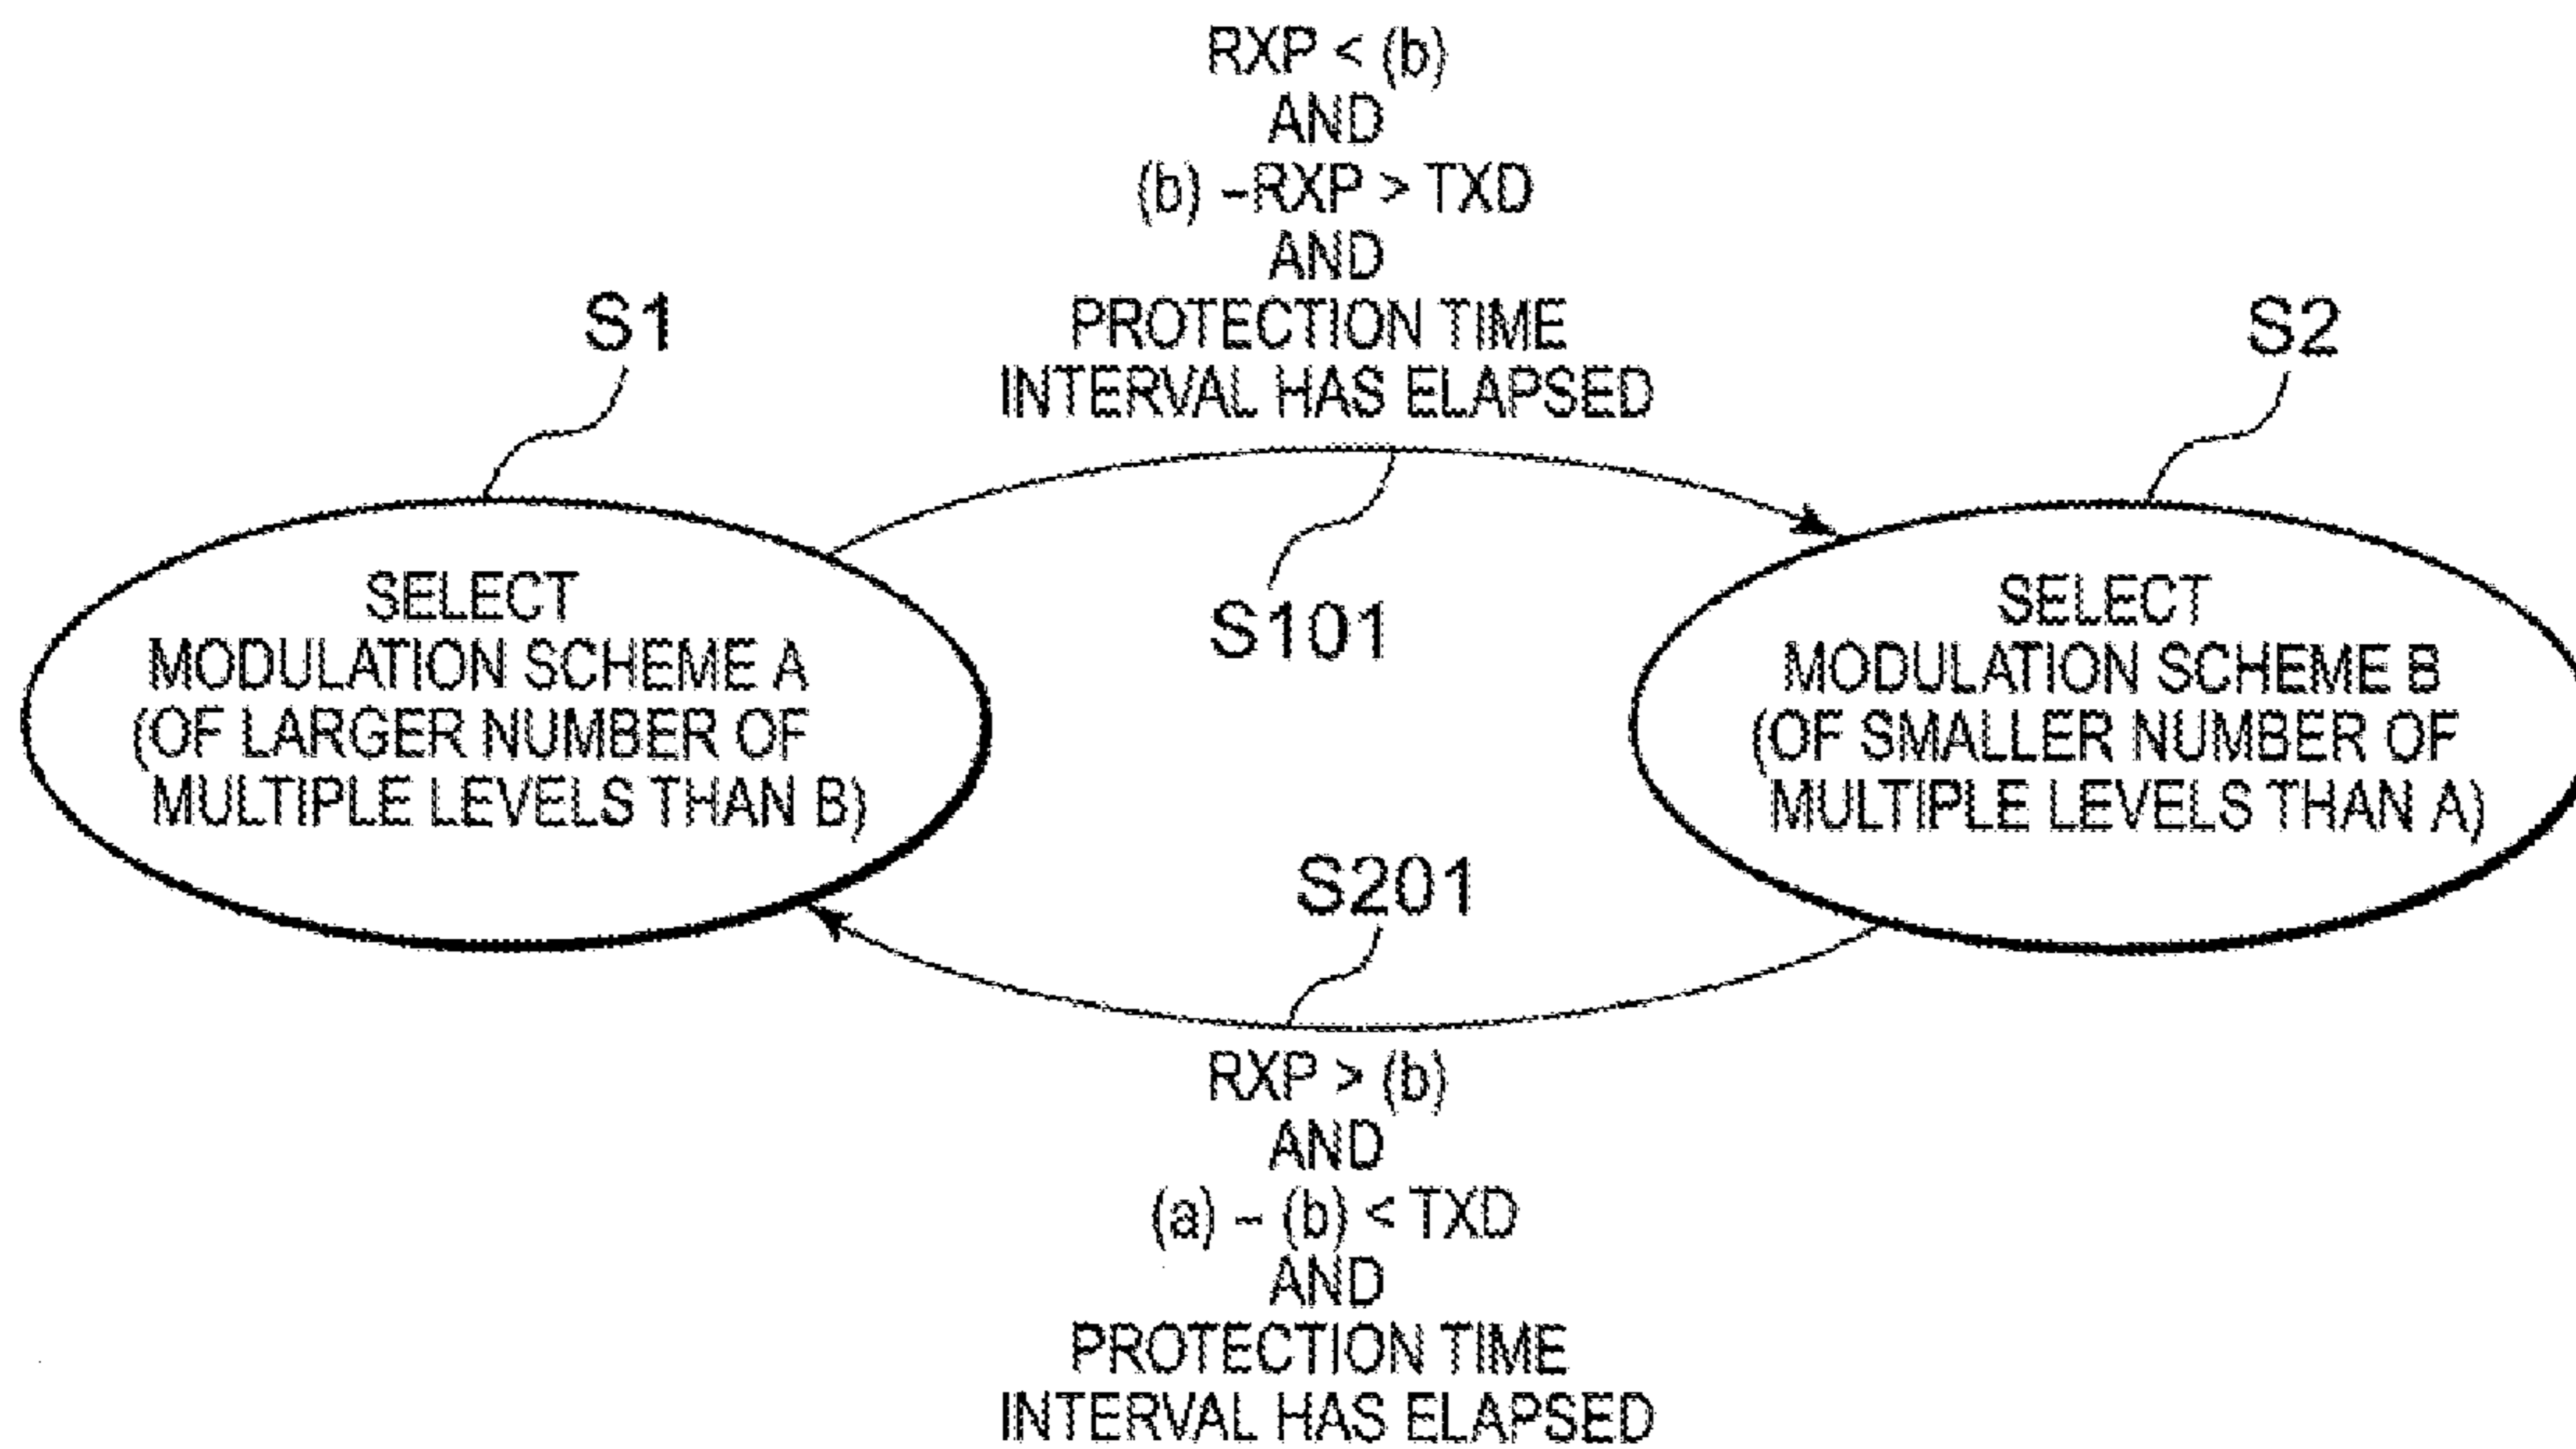 RXP < (b)
AND
(b) –RXP > TXD
AND
PROTECTION TIME
INTERVAL HAS ELAPSED
S1
S2
S101
SELECT
MODULATION SCHEME A
(OF LARGER NUMBER OF
MULTIPLE LEVELS THAN B)
SELECT
MODULATION SCHEME B
(OF SMALLER NUMBER OF
MULTIPLE LEVELS THAN A)
S201
RXP > (b)
AND
(a) – (b) < TXD
AND
PROTECTION TIME
INTERVAL HAS ELAPSED